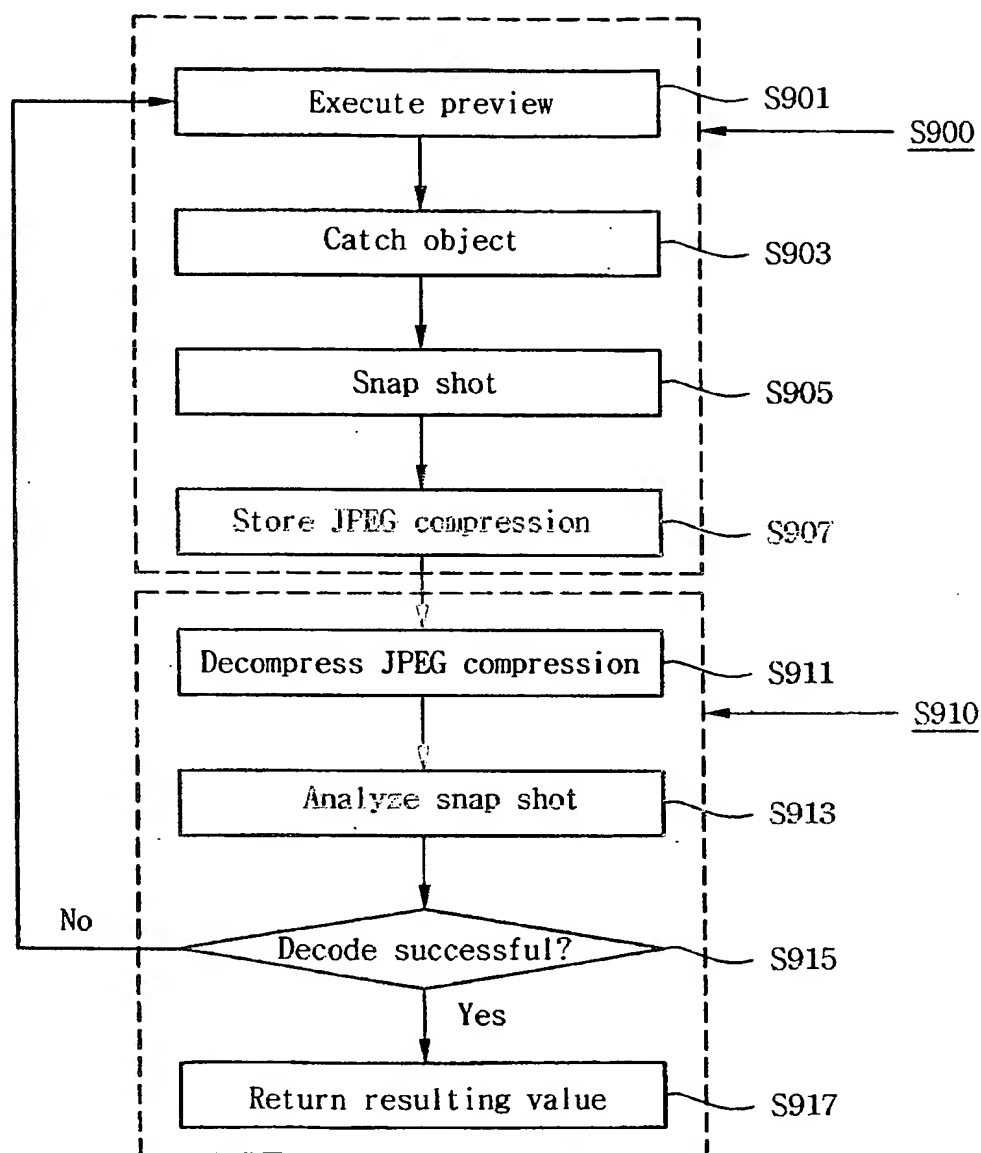 Execute preview
S901
S900
Catch object
S903
Snap shot
S905
Store JPEG compression
S907
Decompress JPEG compression
S911
S910
Analyze snap shot
S913
No
Decode successful?
S915
Yes
Return resulting value
S917